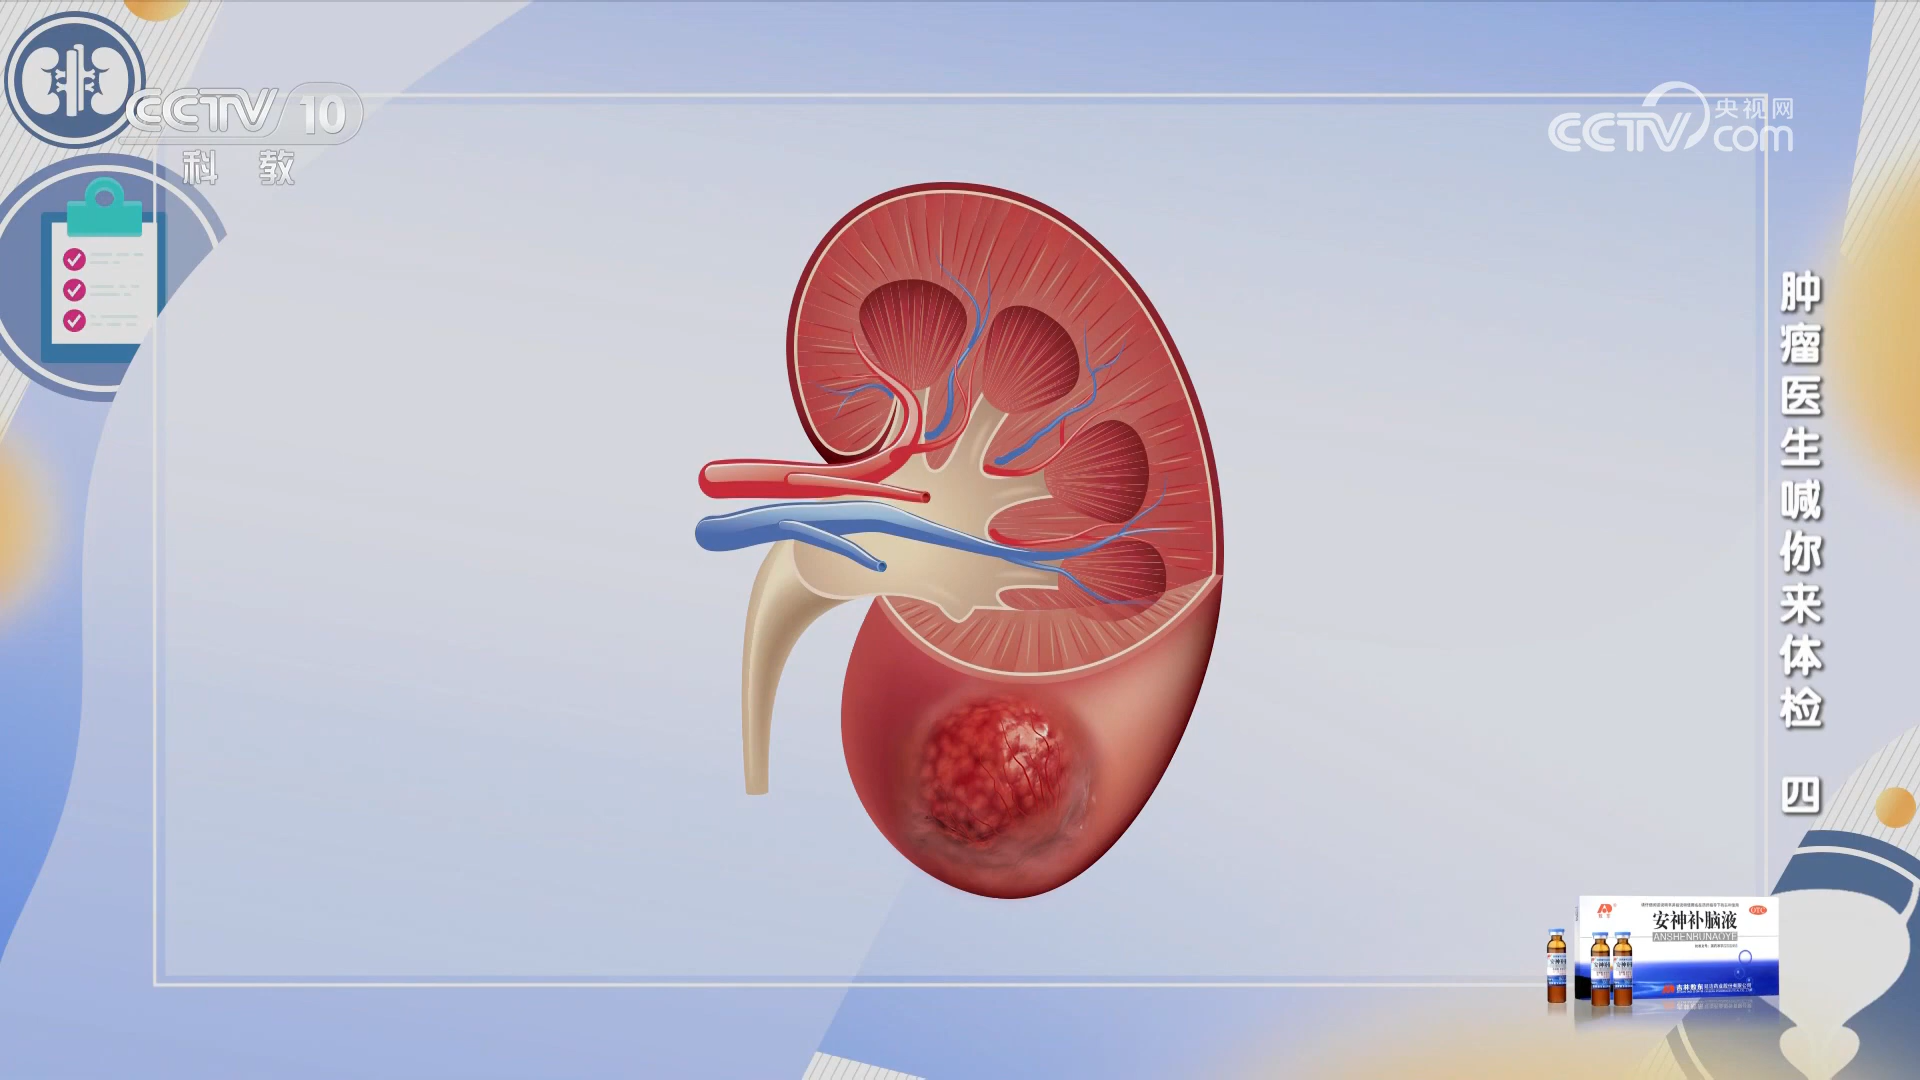 CCTV 10
科 教
央视网
CCTV.com
肿瘤医生喊你来体检 四
安神补脑液
ANSHENBUNAOYE
OTC